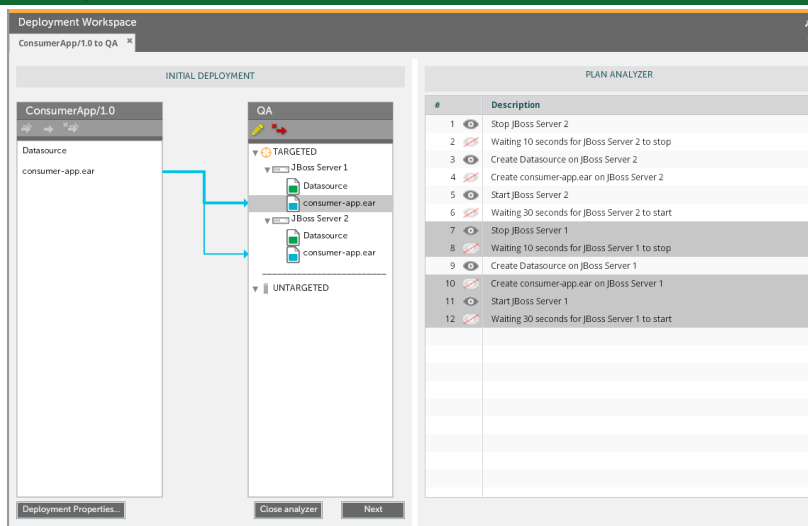 Deployment Workspace
ConsumerApp/1.0 to QA ×
INITIAL DEPLOYMENT
ConsumerApp/1.0
Datasource
consumer-app.ear
QA
TARGETED
JBoss Server 1
Datasource
consumer-app.ear
JBoss Server 2
Datasource
consumer-app.ear
UNTARGETED
Deployment Properties...
Close analyzer
Next
PLAN ANALYZER
# Description
1 Stop JBoss Server 2
2 Waiting 10 seconds for JBoss Server 2 to stop
3 Create Datasource on JBoss Server 2
4 Create consumer-app.ear on JBoss Server 2
5 Start JBoss Server 2
6 Waiting 30 seconds for JBoss Server 2 to start
7 Stop JBoss Server 1
8 Waiting 10 seconds for JBoss Server 1 to stop
9 Create Datasource on JBoss Server 1
10 Create consumer-app.ear on JBoss Server 1
11 Start JBoss Server 1
12 Waiting 30 seconds for JBoss Server 1 to start